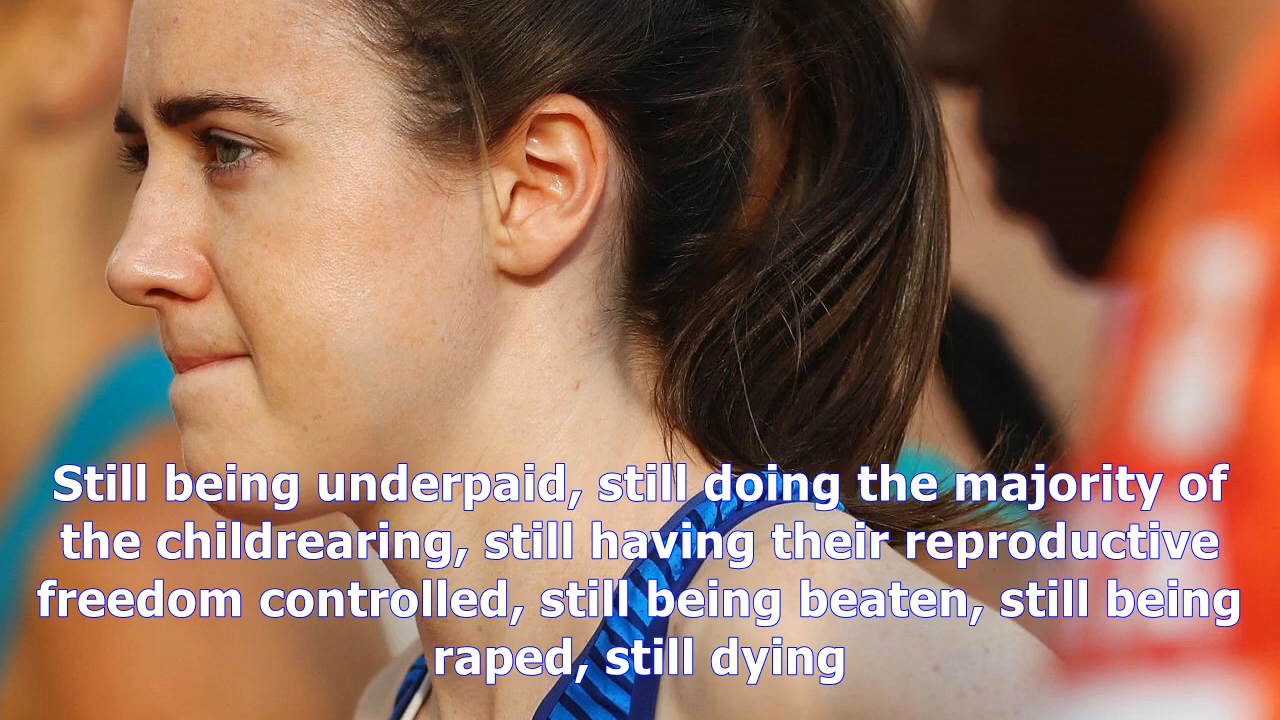 Still being underpaid, still doing the majority of
the childrearing, still having their reproductive
freedom controlled, still being beaten, still being
raped, still dying